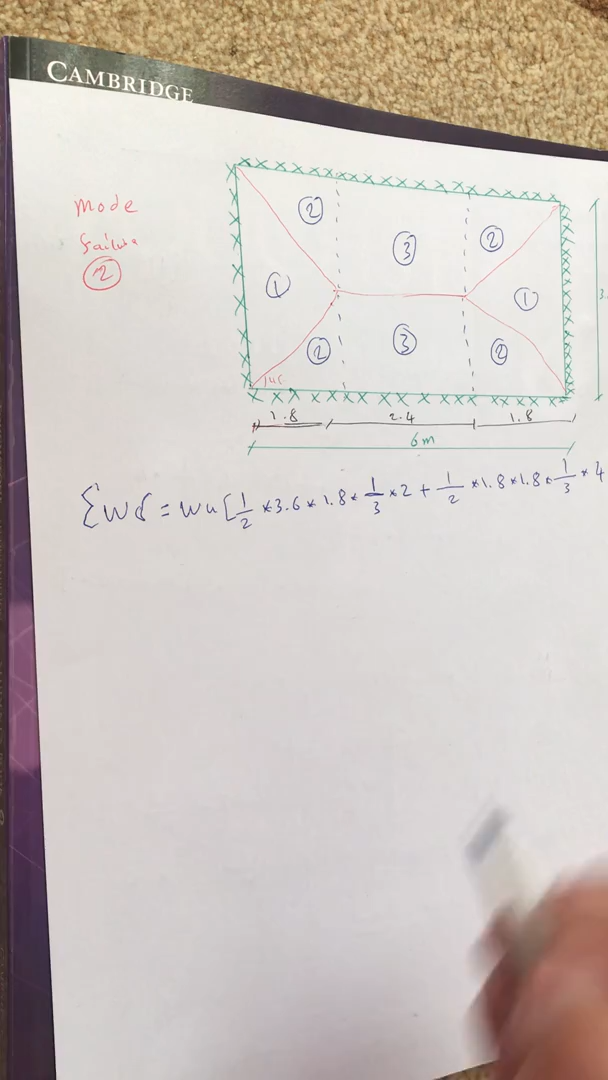 CAMBRIDGE
mode
failure
2
2 3 2
1 1
2 3 2
1.8 2.4 1.8
6m
ΣWδ = Wu[1/2 * 3.6 * 1.8 * 1/3 * 2 + 1/2 * 1.8 * 1.8 * 1/3 * 4